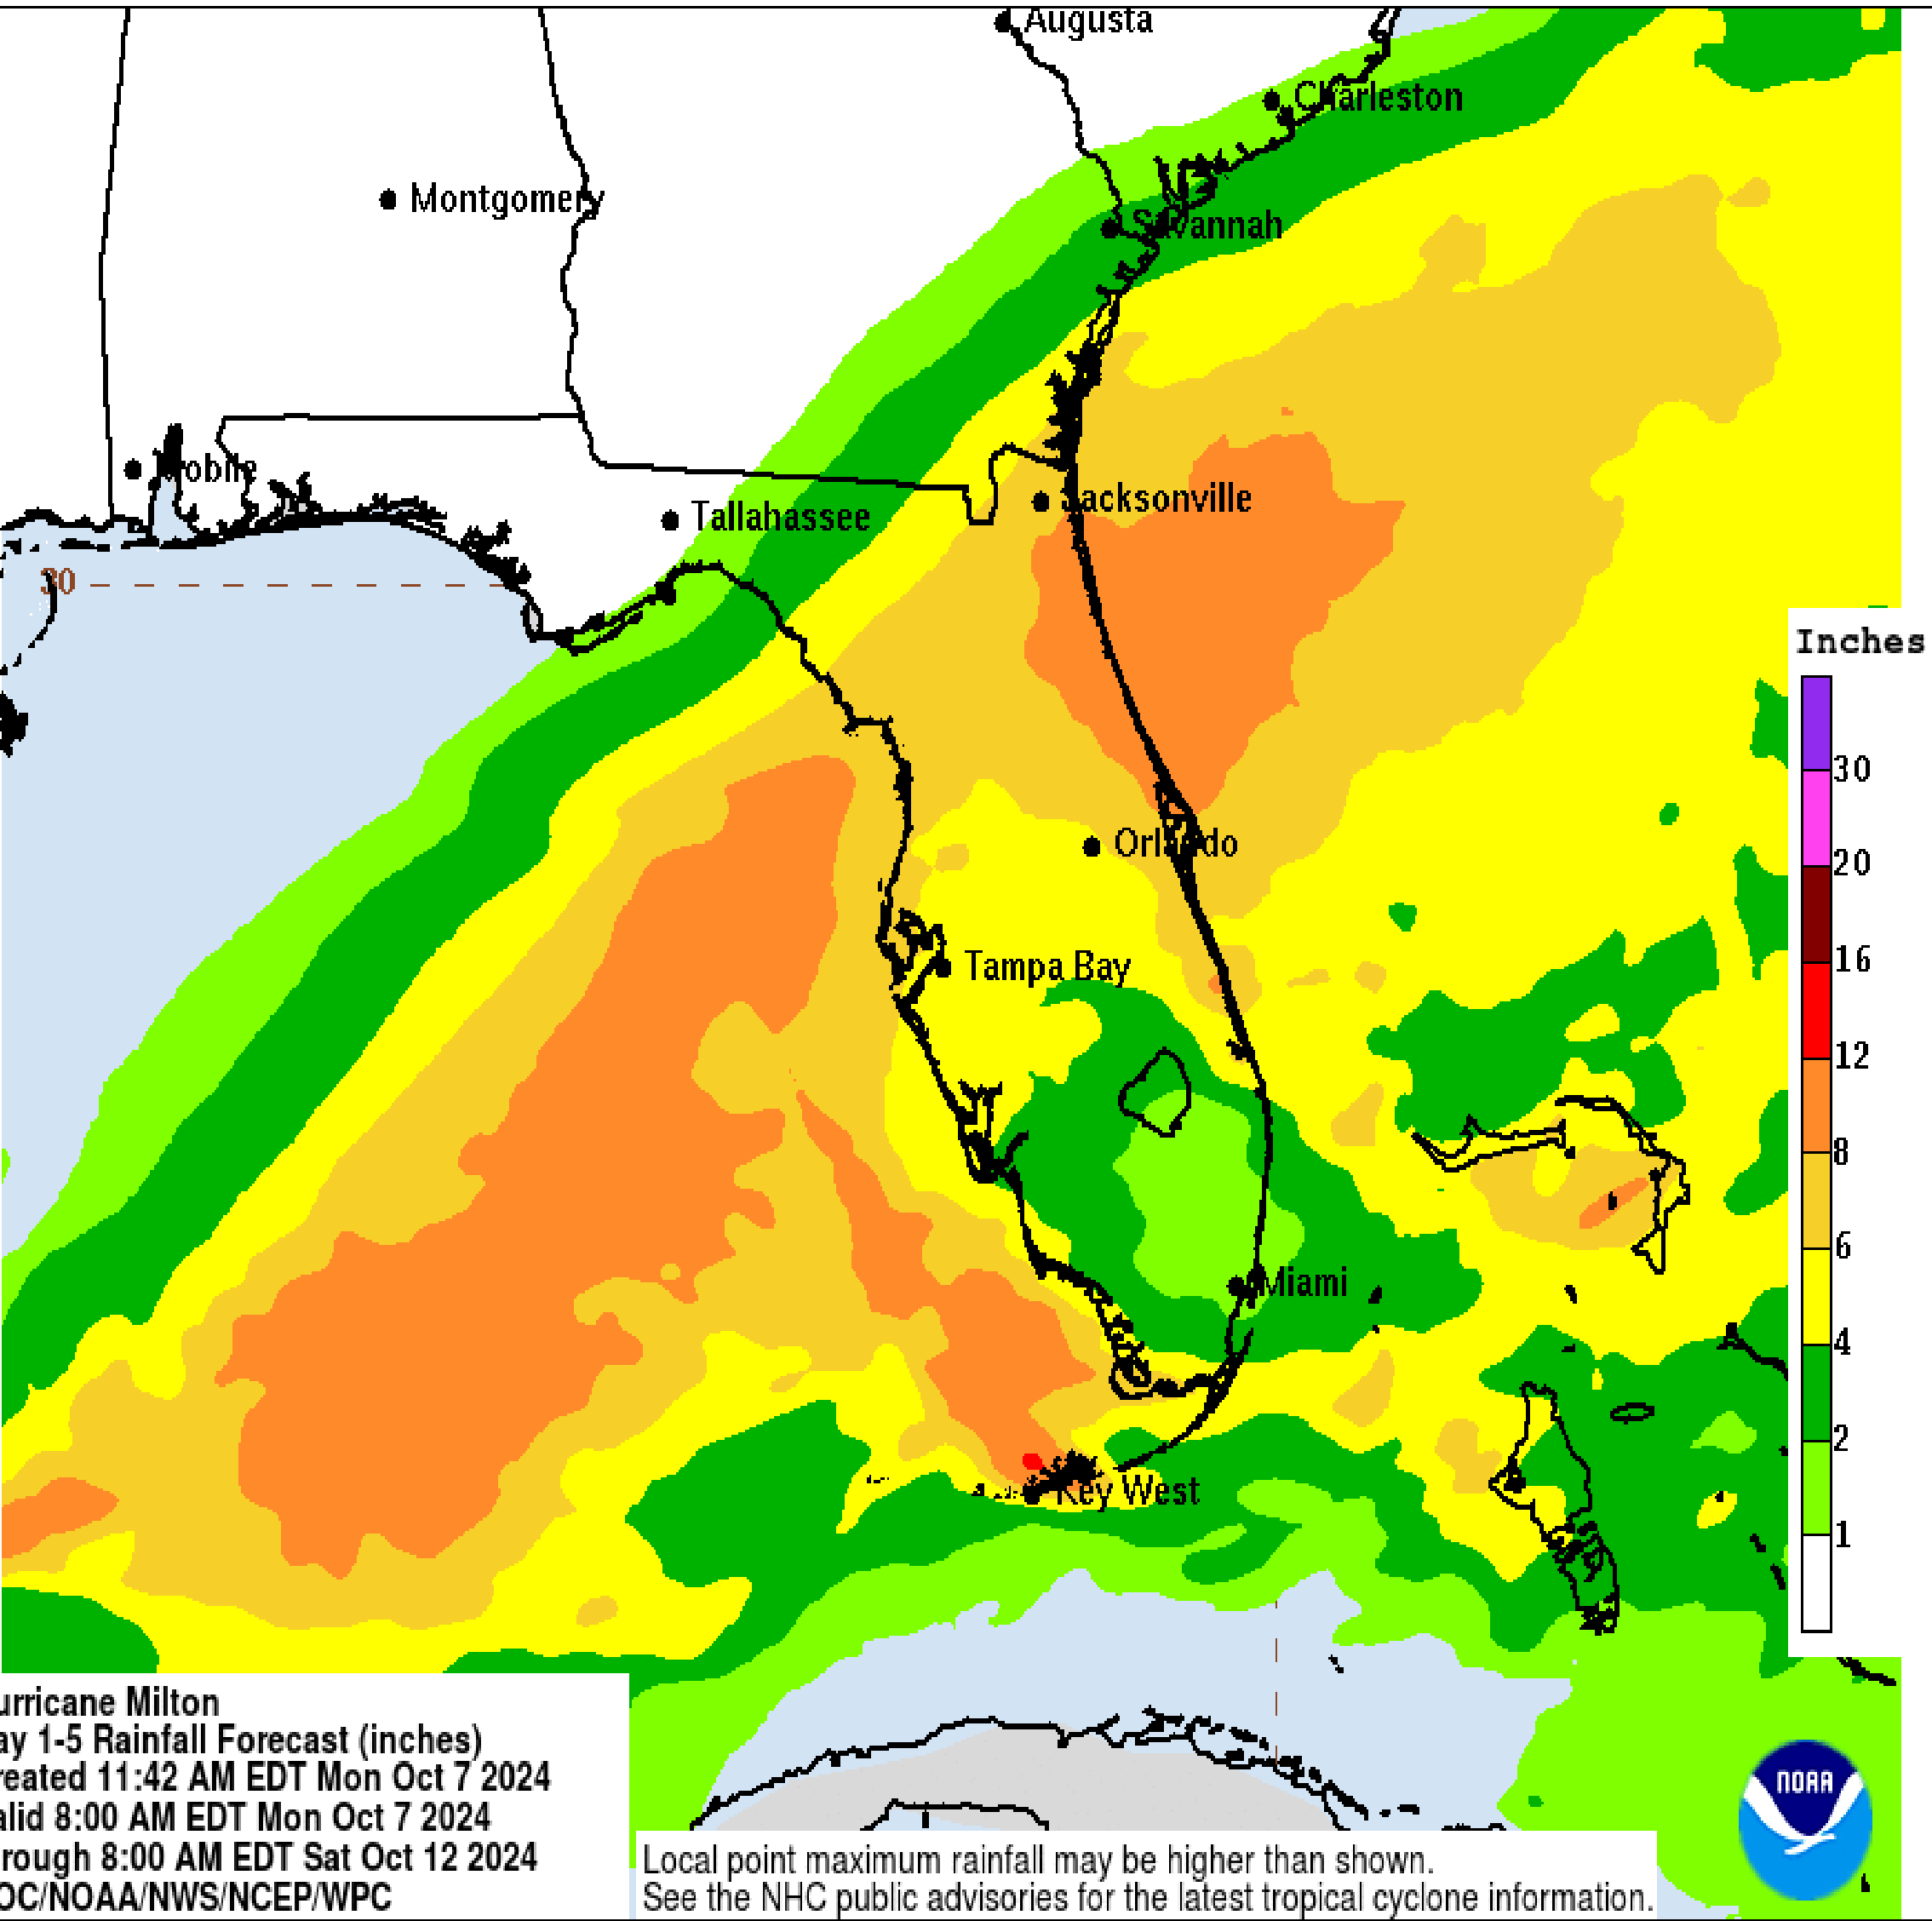 Augusta
Charleston
Montgomery
Savannah
Mobile
Jacksonville
Tallahassee
30
Inches
30
Orlando
20
Tampa Bay
16
12
8
6
Miami
4
2
Key West
1
urricane Milton
ay 1-5 Rainfall Forecast (inches)
reated 11:42 AM EDT Mon Oct 7 2024
alid 8:00 AM EDT Mon Oct 7 2024
rough 8:00 AM EDT Sat Oct 12 2024
OC/NOAA/NWS/NCEP/WPC
NOAA
Local point maximum rainfall may be higher than shown.
See the NHC public advisories for the latest tropical cyclone information.